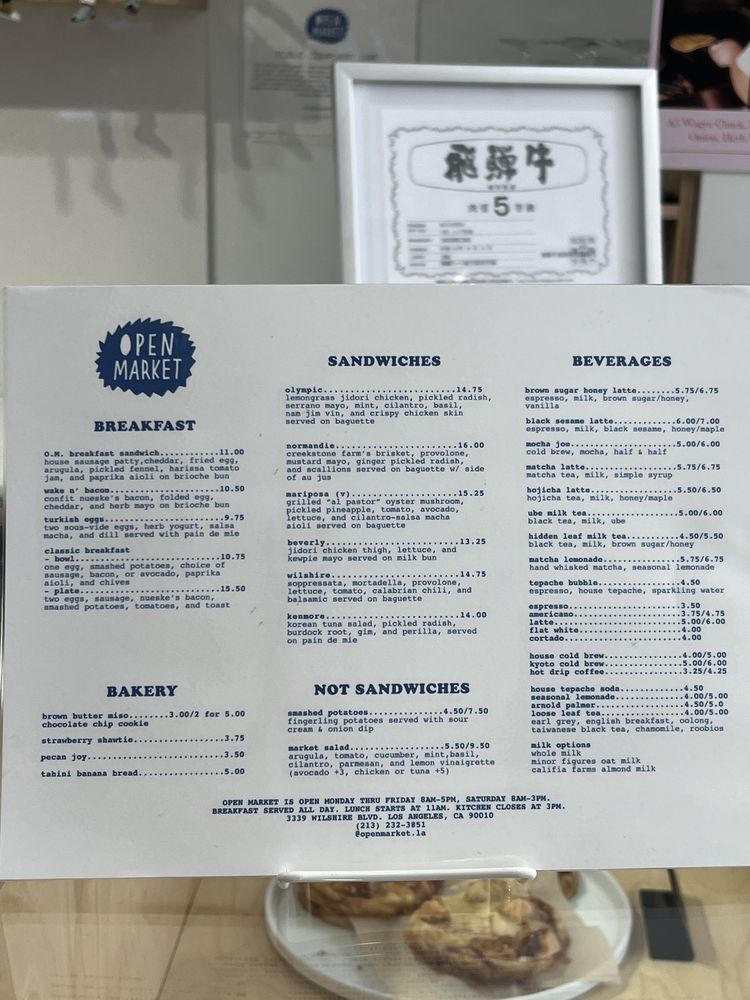 OPEN
MARKET
飛騨牛
5
OPEN
MARKET
BREAKFAST
O.M. breakfast sandwich.....11.00
house sausage patty,cheddar, fried egg,
arugula, pickled fennel, harissa tomato
jam, and paprika aioli on brioche bun
wake n' bacon...............10.50
confit nueske's bacon, folded egg,
cheddar, and herb mayo on brioche bun
turkish eggs.................9.75
two sous-vide eggs, herb yogurt, salsa
macha, and dill served with pain de mie
classic breakfast
- bowl......................10.75
one egg, smashed potatoes, choice of
sausage, bacon, or avocado, paprika
aioli, and chives
- plate.....................15.50
two eggs, sausage, nueske's bacon,
smashed potatoes, tomatoes, and toast
BAKERY
brown butter miso.......3.00/2 for 5.00
chocolate chip cookie
strawberry shawtie...................3.75
pecan joy............................3.50
tahini banana bread..................5.00
SANDWICHES
olympic.......................14.75
lemongrass jidori chicken, pickled radish,
serrano mayo, mint, cilantro, basil,
nam jim vin, and crispy chicken skin
served on baguette
normandie.....................16.00
creekstone farm's brisket, provolone,
mustard mayo, ginger pickled radish,
and scallions served on baguette w/ side
of au jus
mariposa (v)..................15.25
grilled "al pastor" oyster mushroom,
pickled pineapple, tomato, avocado,
lettuce, and cilantro-salsa macha
aioli served on baguette
beverly.......................13.25
jidori chicken thigh, lettuce, and
kewpie mayo served on milk bun
wilshire......................14.75
soppressata, mortadella, provolone,
lettuce, tomato, calabrian chili, and
balsamic served on baguette
kenmore.......................14.00
korean tuna salad, pickled radish,
burdock root, gim, and perilla, served
on pain de mie
NOT SANDWICHES
smashed potatoes...............4.50/7.50
fingerling potatoes served with sour
cream & onion dip
market salad...................5.50/9.50
arugula, tomato, cucumber, mint,basil,
cilantro, parmesan, and lemon vinaigrette
(avocado +3, chicken or tuna +5)
BEVERAGES
brown sugar honey latte.......5.75/6.75
espresso, milk, brown sugar/honey,
vanilla
black sesame latte............6.00/7.00
espresso, milk, black sesame, honey/maple
mocha joe.....................5.00/6.00
cold brew, mocha, half & half
matcha latte..................5.75/6.75
matcha tea, milk, simple syrup
hojicha latte.................5.50/6.50
hojicha tea, milk, honey/maple
ube milk tea..................5.00/6.00
black tea, milk, ube
hidden leaf milk tea..........4.50/5.50
black tea, milk, brown sugar/honey
matcha lemonade...............5.75/6.75
hand whisked matcha, seasonal lemonade
tepache bubble................4.50
espresso, house tepache, sparkling water
espresso......................3.50
americano.....................3.75/4.75
latte.........................5.00/6.00
flat white....................4.00
cortado.......................4.00
house cold brew...............4.00/5.00
kyoto cold brew...............5.00/6.00
hot drip coffee...............3.25/4.25
house tepache soda............4.50
seasonal lemonade.............4.00/5.00
arnold palmer.................4.50/5.0
loose leaf tea................4.00/5.00
earl grey, english breakfast, oolong,
taiwanese black tea, chamomile, rooibos
milk options
whole milk
minor figures oat milk
califia farms almond milk
OPEN MARKET IS OPEN MONDAY THRU FRIDAY 8AM-5PM, SATURDAY 8AM-3PM.
BREAKFAST SERVED ALL DAY. LUNCH STARTS AT 11AM. KITCHEN CLOSES AT 3PM.
3339 WILSHIRE BLVD. LOS ANGELES, CA 90010
(213) 232-3851
@openmarket.la